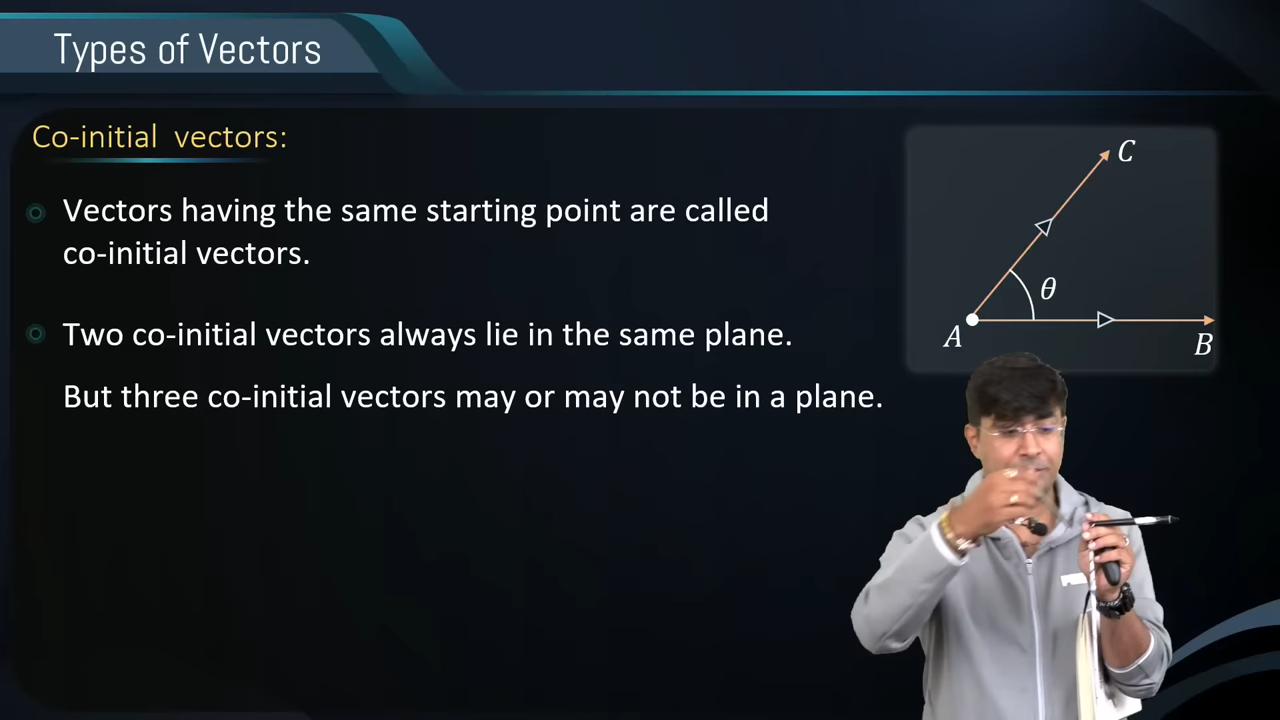 Types of Vectors
Co-initial vectors:
Vectors having the same starting point are called
co-initial vectors.
Two co-initial vectors always lie in the same plane.
But three co-initial vectors may or may not be in a plane.
C
θ
A
B